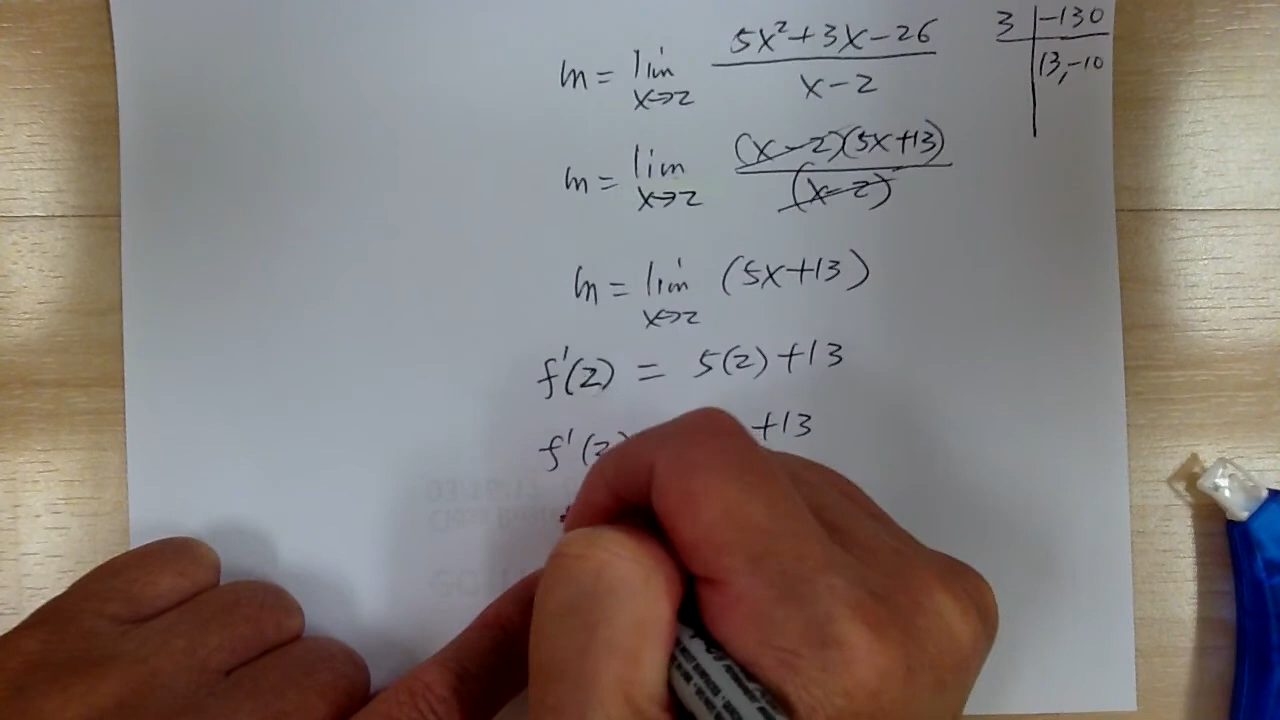 m = lim x→2 (5x²+3x-26)/(x-2)
3 | -130
13, -10
m = lim x→2 (x-2)(5x+13)/(x-2)
m = lim x→2 (5x+13)
f'(2) = 5(2)+13
f'(2) +13